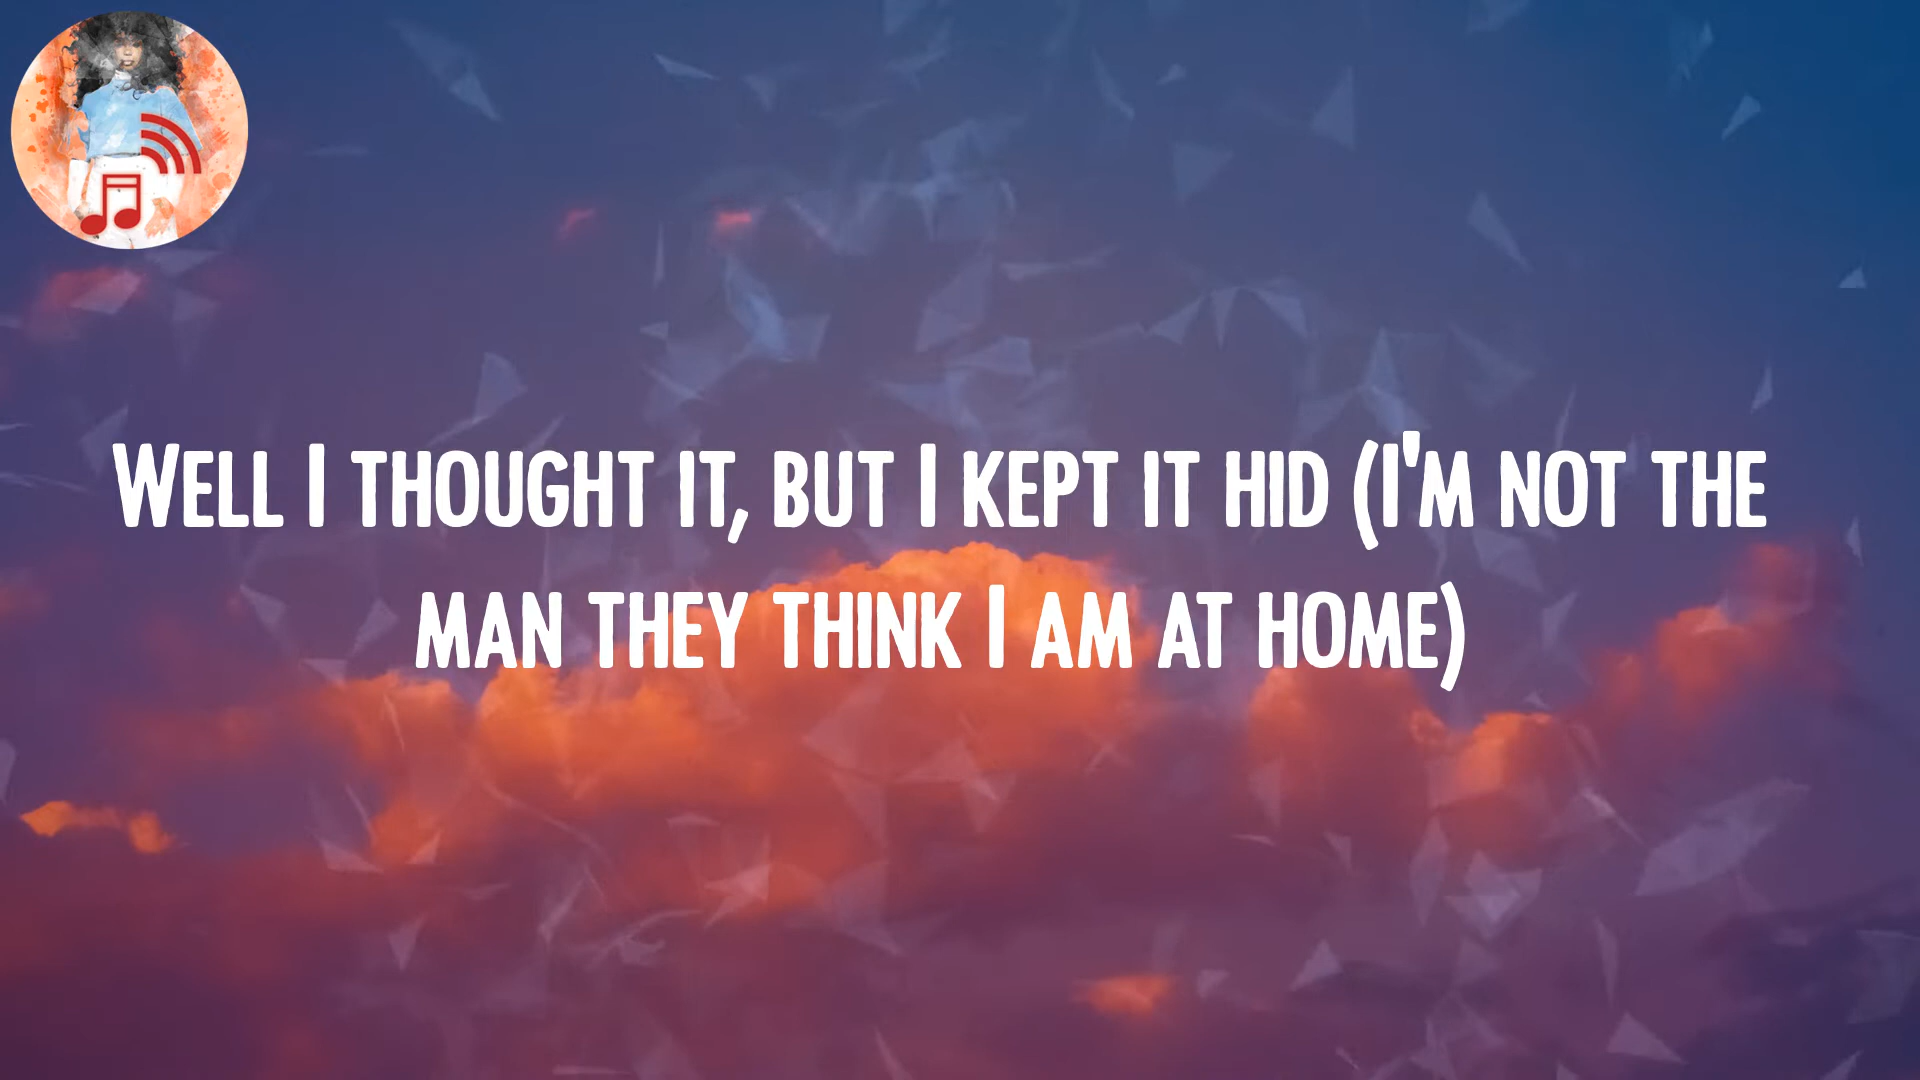 Well I thought it, but I kept it hid (I'm not the
man they think I am at home)